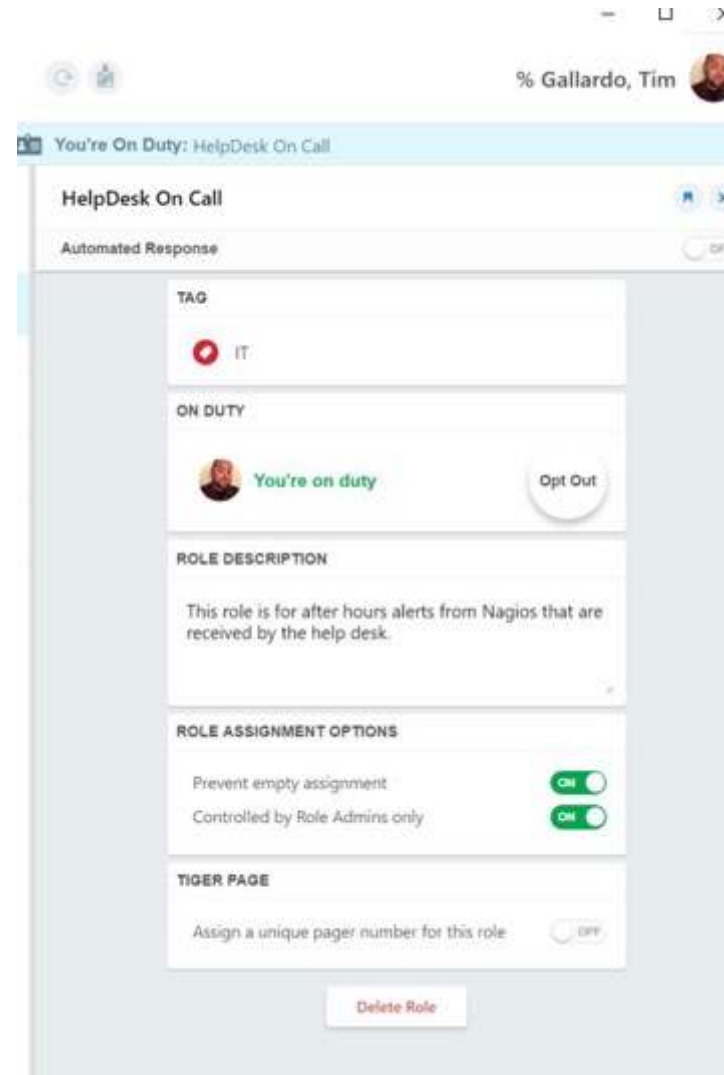 % Gallardo, Tim
You're On Duty: HelpDesk On Call
HelpDesk On Call
Automated Response
TAG
IT
ON DUTY
You're on duty
Opt Out
ROLE DESCRIPTION
This role is for after hours alerts from Nagios that are
received by the help desk.
ROLE ASSIGNMENT OPTIONS
Prevent empty assignment
ON
Controlled by Role Admins only
ON
TIGER PAGE
Assign a unique pager number for this role
OFF
Delete Role